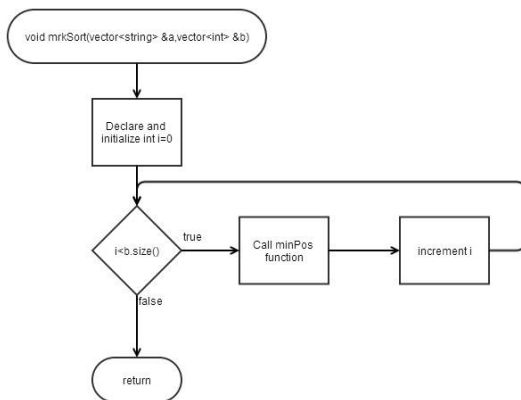 void mrkSort(vector<string> &a,vector<int> &b)
Declare and
initialize int i=0
i<b.size()
true
Call minPos
function
increment i
false
return